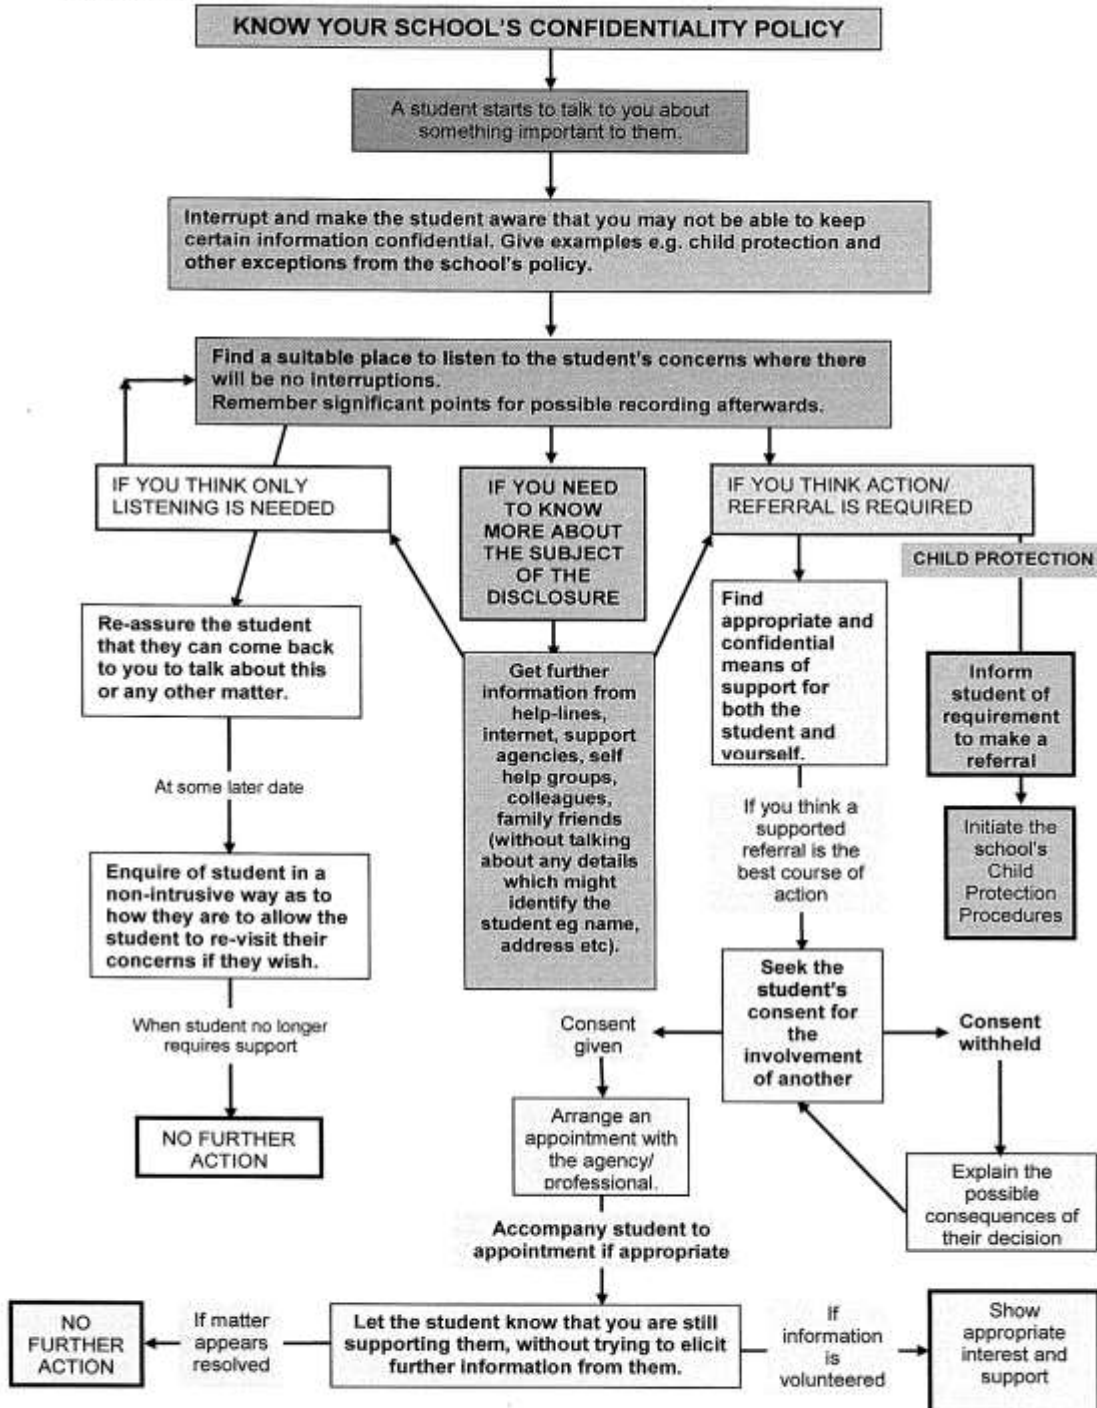 KNOW YOUR SCHOOL'S CONFIDENTIALITY POLICY
A student starts to talk to you about
something important to them.
Interrupt and make the student aware that you may not be able to keep
certain information confidential. Give examples e.g. child protection and
other exceptions from the school's policy.
Find a suitable place to listen to the student's concerns where there
will be no interruptions.
Remember significant points for possible recording afterwards.
IF YOU THINK ONLY
LISTENING IS NEEDED
Re-assure the student
that they can come back
to you to talk about this
or any other matter.
At some later date
Enquire of student in a
non-intrusive way as to
how they are to allow the
student to re-visit their
concerns if they wish.
When student no longer
requires support
NO FURTHER
ACTION
IF YOU NEED
TO KNOW
MORE ABOUT
THE SUBJECT
OF THE
DISCLOSURE
Get further
information from
help-lines,
internet, support
agencies, self
help groups,
colleagues,
family friends
(without talking
about any details
which might
identify the
student eg name,
address etc).
IF YOU THINK ACTION/
REFERRAL IS REQUIRED
CHILD PROTECTION
Find
appropriate and
confidential
means of
support for
both the
student and
yourself.
Inform
student of
requirement
to make a
referral
Initiate the
school's
Child
Protection
Procedures
If you think a
supported
referral is the
best course of
action
Seek the
student's
consent for
the
involvement
of another
Consent
given
Consent
withheld
Arrange an
appointment with
the agency/
professional.
Explain the
possible
consequences of
their decision
Accompany student to
appointment if appropriate
Let the student know that you are still
supporting them, without trying to elicit
further information from them.
If matter
appears
resolved
NO
FURTHER
ACTION
If
information
is
volunteered
Show
appropriate
interest and
support